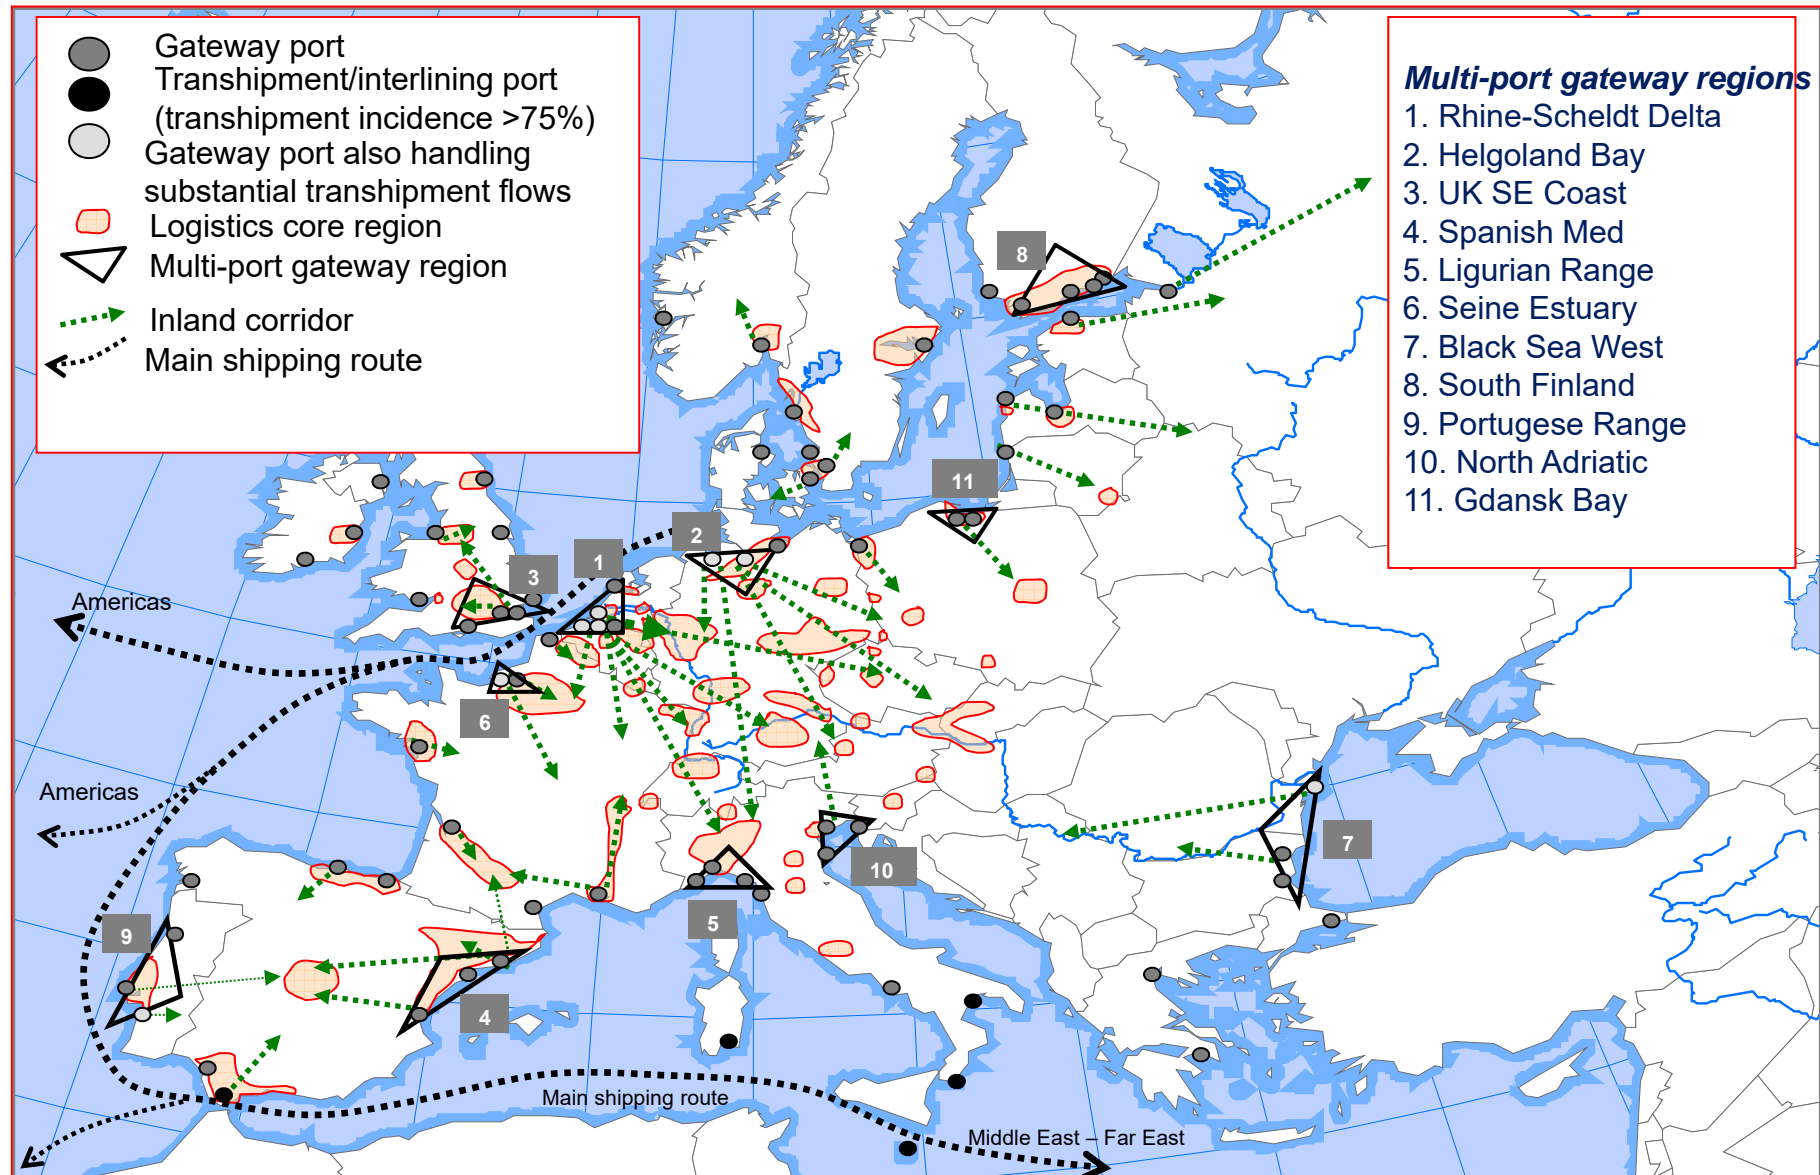 Gateway port
Transhipment/interlining port
(transhipment incidence >75%)
Gateway port also handling
substantial transhipment flows
Logistics core region
Multi-port gateway region
Inland corridor
Main shipping route
Multi-port gateway regions
1. Rhine-Scheldt Delta
2. Helgoland Bay
3. UK SE Coast
4. Spanish Med
5. Ligurian Range
6. Seine Estuary
7. Black Sea West
8. South Finland
9. Portugese Range
10. North Adriatic
11. Gdansk Bay
8
11
2
1
3
Americas
6
Americas
7
10
5
9
4
Main shipping route
Middle East – Far East